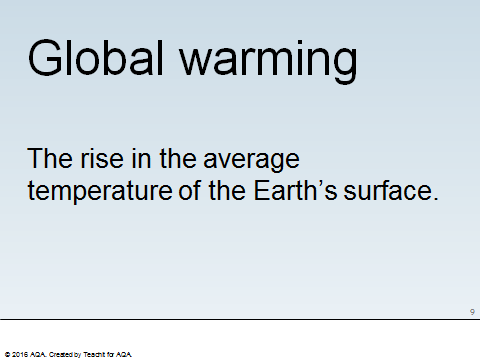 Global warming
The rise in the average
temperature of the Earth’s surface.
9
© 2016 AQA. Created by Teachit for AQA.